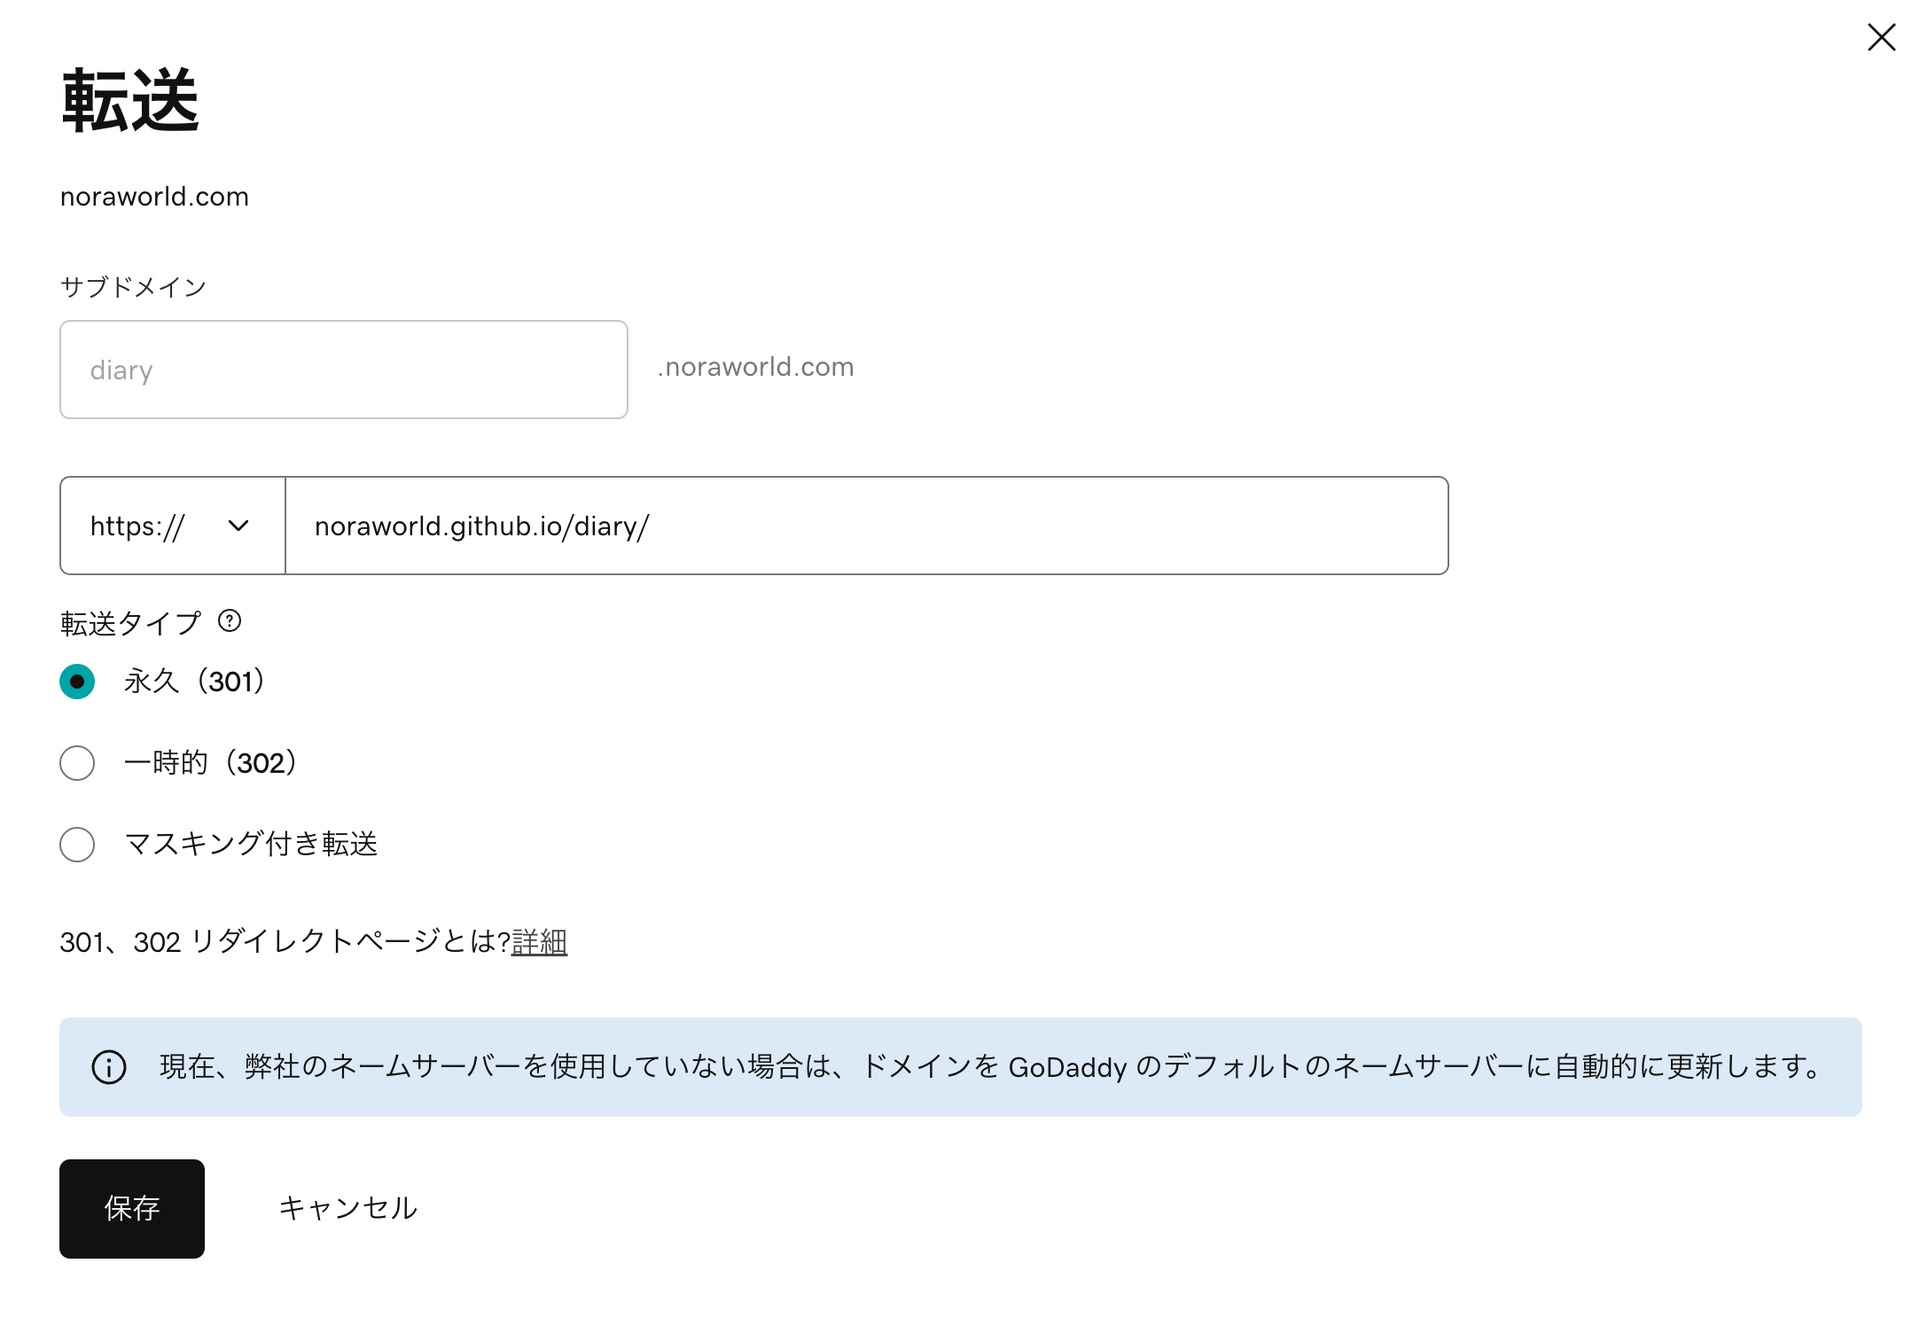 転送
noraworld.com
サブドメイン
diary
.noraworld.com
https://
noraworld.github.io/diary/
転送タイプ ?
永久（301）
一時的（302）
マスキング付き転送
301、302 リダイレクトページとは?詳細
現在、弊社のネームサーバーを使用していない場合は、ドメインを GoDaddy のデフォルトのネームサーバーに自動的に更新します。
保存
キャンセル